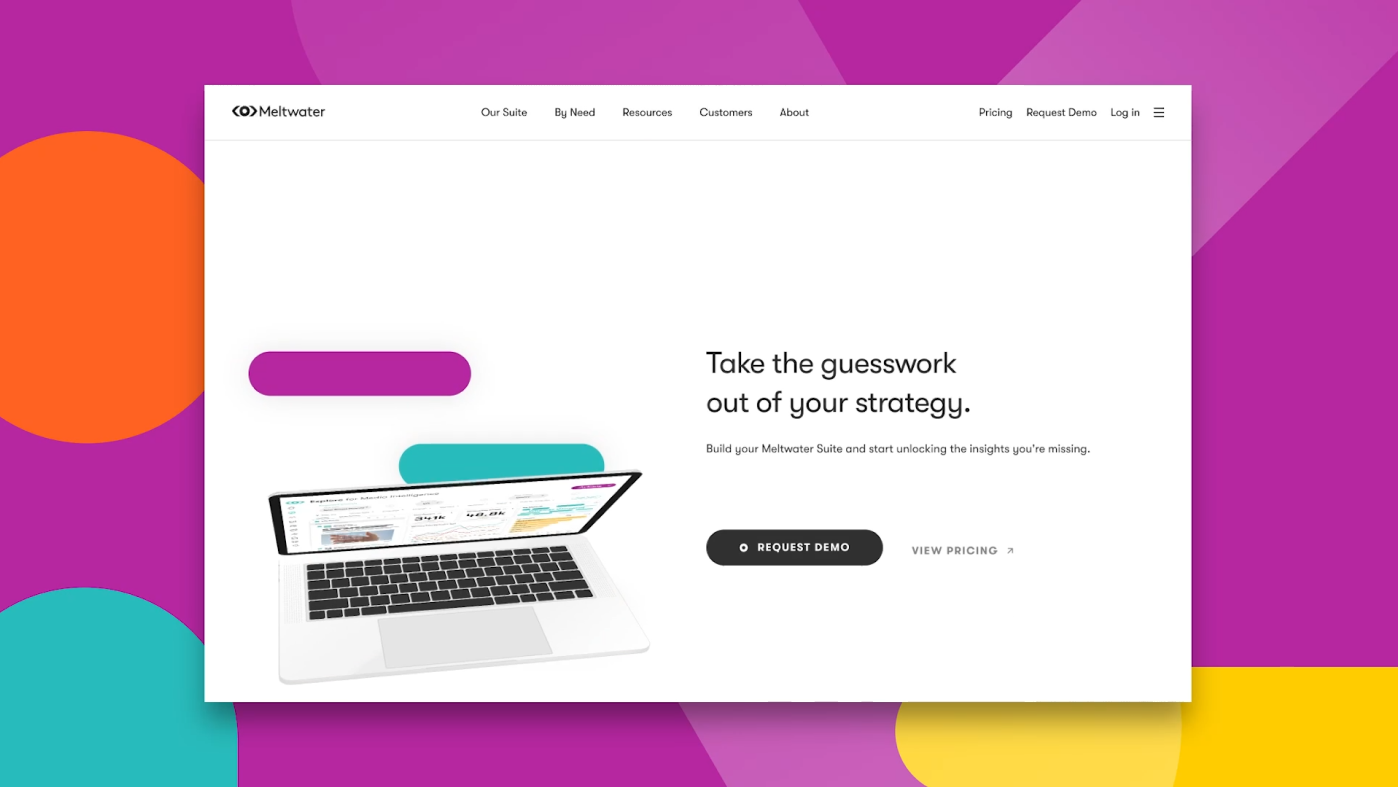 Meltwater
Our Suite
By Need
Resources
Customers
About
Pricing
Request Demo
Log in
Take the guesswork
out of your strategy.
Build your Meltwater Suite and start unlocking the insights you're missing.
REQUEST DEMO
VIEW PRICING
Explore for Media Intelligence
341k
48.8k